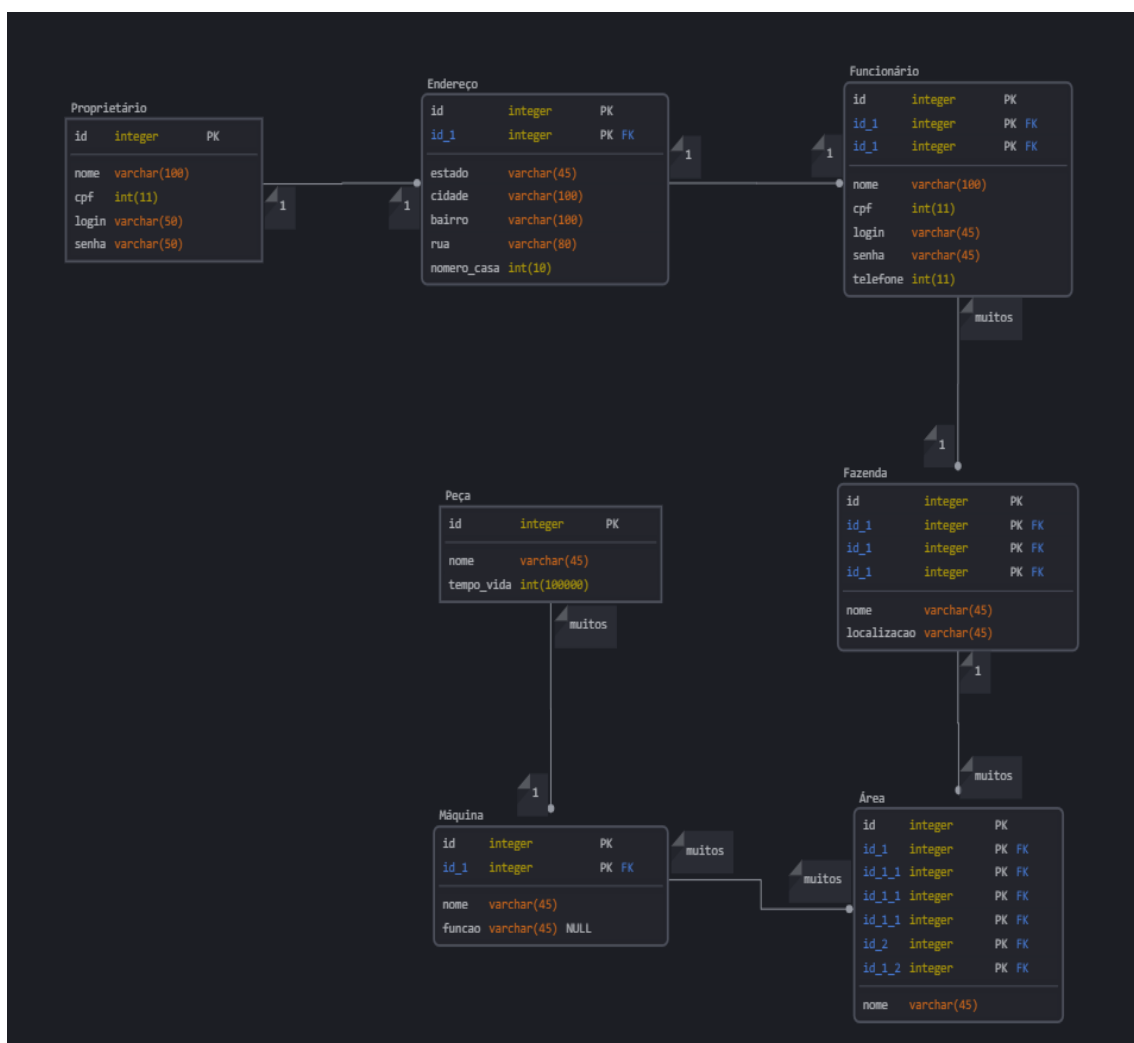 Proprietário
id integer PK
nome varchar(100)
cpf int(11)
login varchar(50)
senha varchar(50)
1
1
Endereço
id integer PK
id_1 integer PK FK
estado varchar(45)
cidade varchar(100)
bairro varchar(100)
rua varchar(80)
nomero_casa int(10)
1
1
Funcionário
id integer PK
id_1 integer PK FK
id_1 integer PK FK
nome varchar(100)
cpf int(11)
login varchar(45)
senha varchar(45)
telefone int(11)
muitos
1
Fazenda
id integer PK
id_1 integer PK FK
id_1 integer PK FK
id_1 integer PK FK
nome varchar(45)
localizacao varchar(45)
1
muitos
Peça
id integer PK
nome varchar(45)
tempo_vida int(100000)
muitos
1
Máquina
id integer PK
id_1 integer PK FK
nome varchar(45)
funcao varchar(45) NULL
muitos
muitos
Área
id integer PK
id_1 integer PK FK
id_1_1 integer PK FK
id_1_1 integer PK FK
id_1_1 integer PK FK
id_2 integer PK FK
id_1_2 integer PK FK
nome varchar(45)